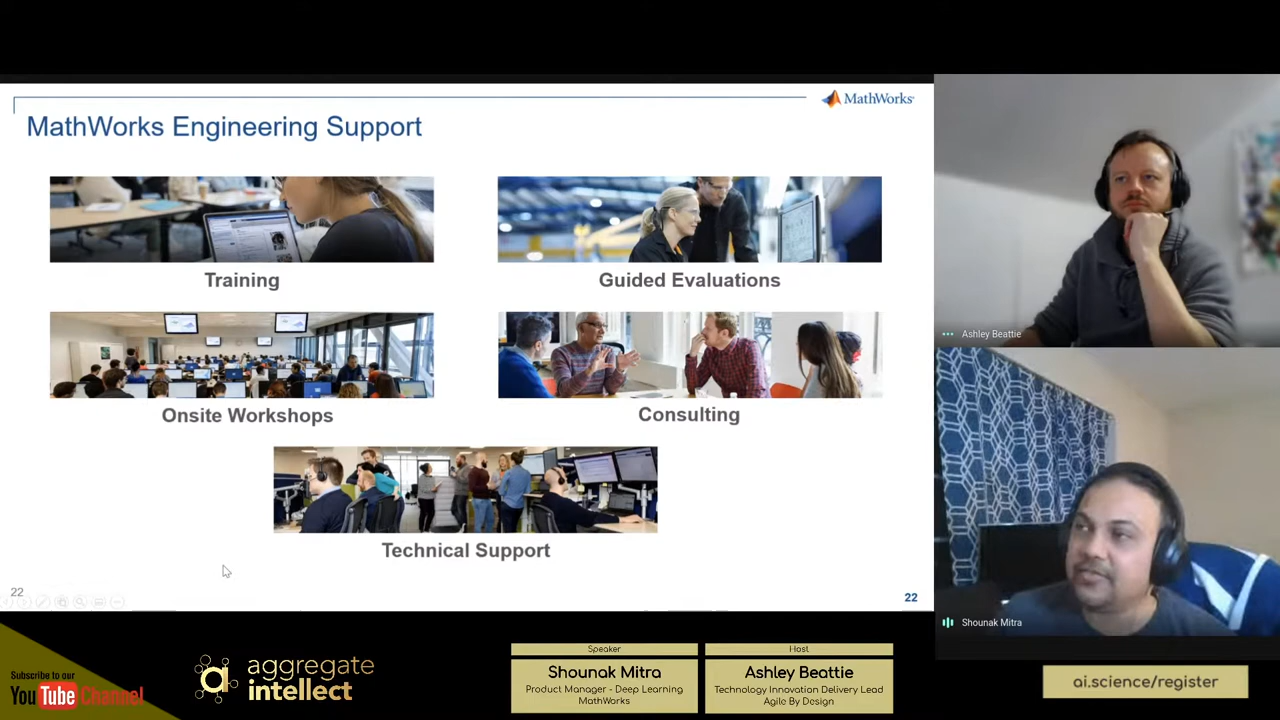 MathWorks
MathWorks Engineering Support
Training
Guided Evaluations
Onsite Workshops
Consulting
Technical Support
22
22
Ashley Beattie
Shounak Mitra
Subscribe to our
YouTube Channel
aggregate
intellect
Speaker
Shounak Mitra
Product Manager - Deep Learning
MathWorks
Host
Ashley Beattie
Technology Innovation Delivery Lead
Agile By Design
ai.science/register